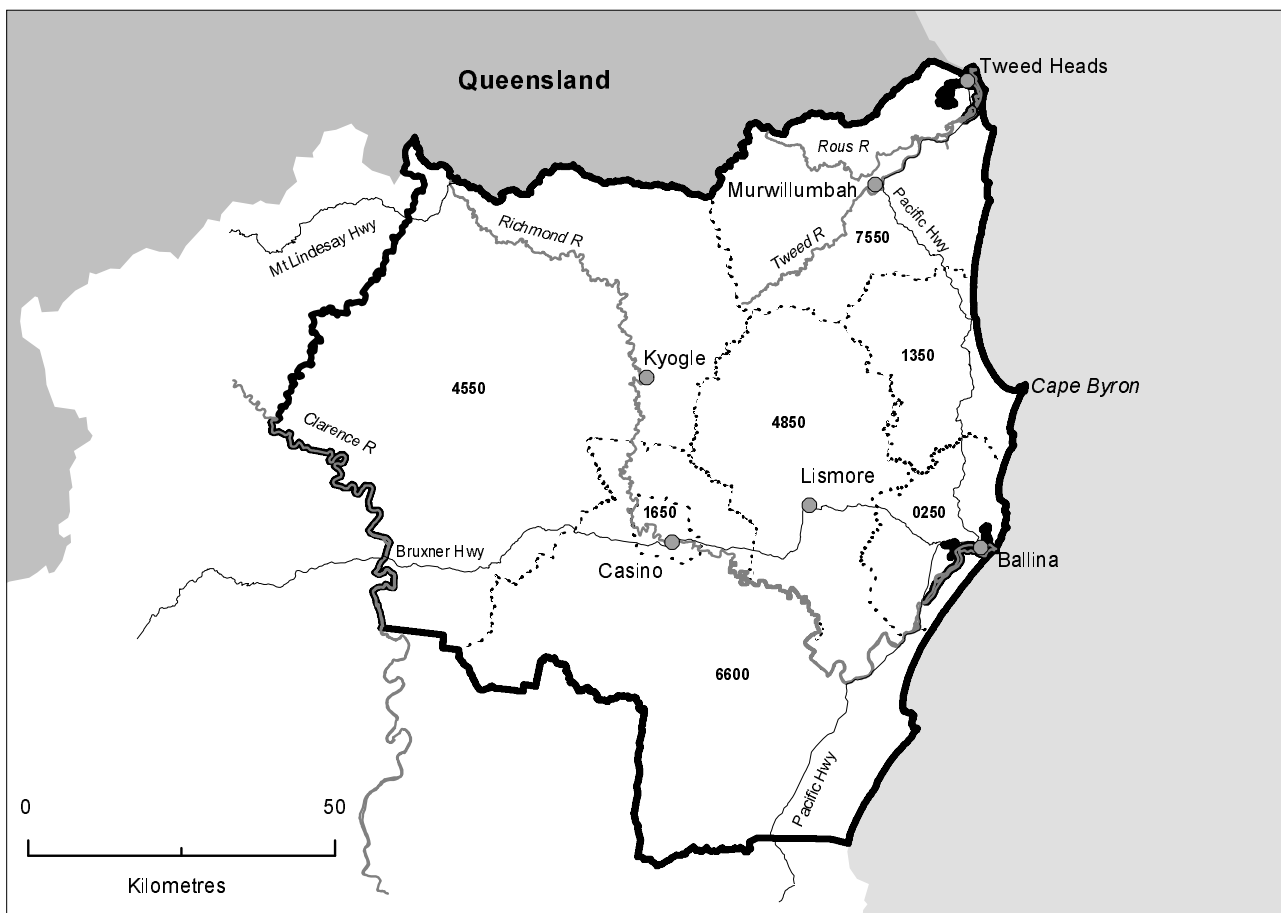 Tweed Heads
Queensland
Rous R
Murwillumbah
Pacific Hwy
Richmond R
7550
Tweed R
Mt Lindesay Hwy
Kyogle
1350
4550
Cape Byron
4850
Clarence R
Lismore
1650
0250
Bruxner Hwy
Ballina
Casino
6600
Pacific Hwy
0
50
Kilometres